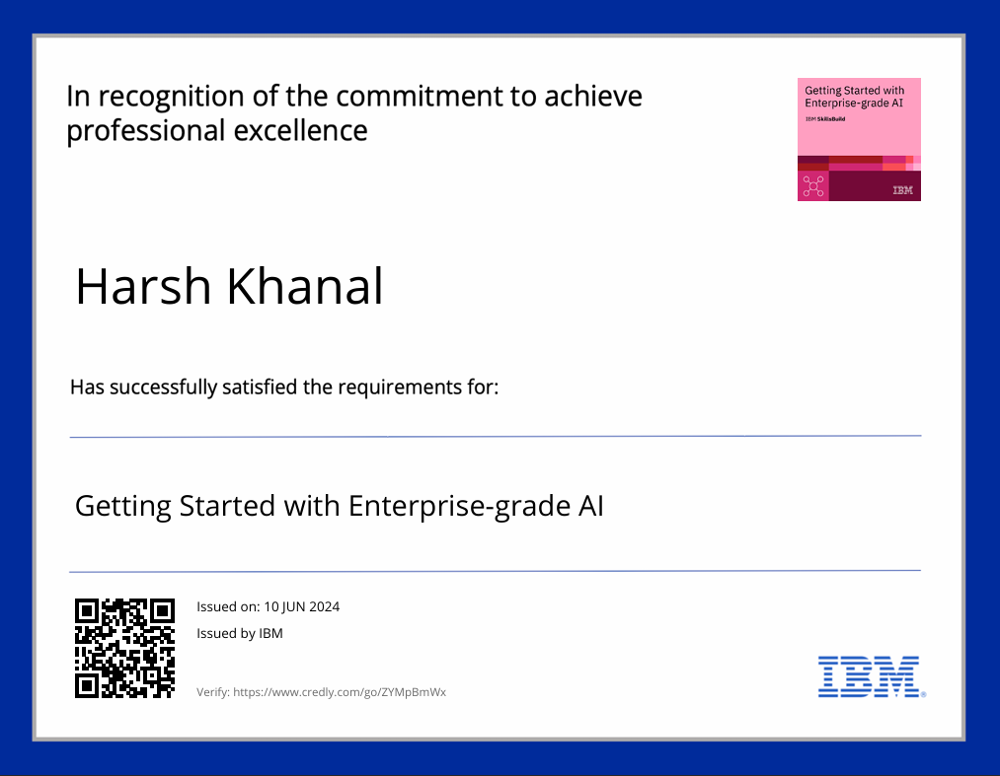 In recognition of the commitment to achieve
professional excellence
Getting Started with
Enterprise-grade AI
IBM SkillsBuild
IBM
Harsh Khanal
Has successfully satisfied the requirements for:
Getting Started with Enterprise-grade AI
Issued on: 10 JUN 2024
Issued by IBM
Verify: https://www.credly.com/go/ZYMpBmWx
IBM®